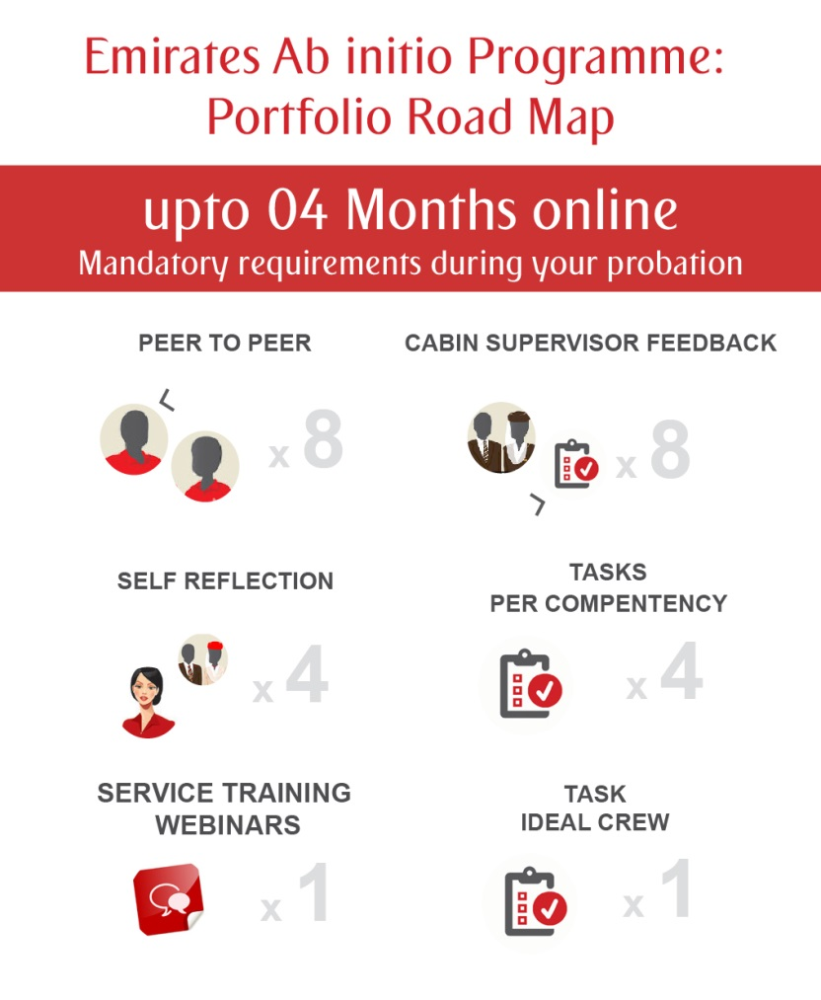 Emirates Ab initio Programme:
Portfolio Road Map
upto 04 Months online
Mandatory requirements during your probation
PEER TO PEER
x 8
CABIN SUPERVISOR FEEDBACK
x 8
SELF REFLECTION
x 4
TASKS
PER COMPENTENCY
x 4
SERVICE TRAINING
WEBINARS
x 1
TASK
IDEAL CREW
x 1